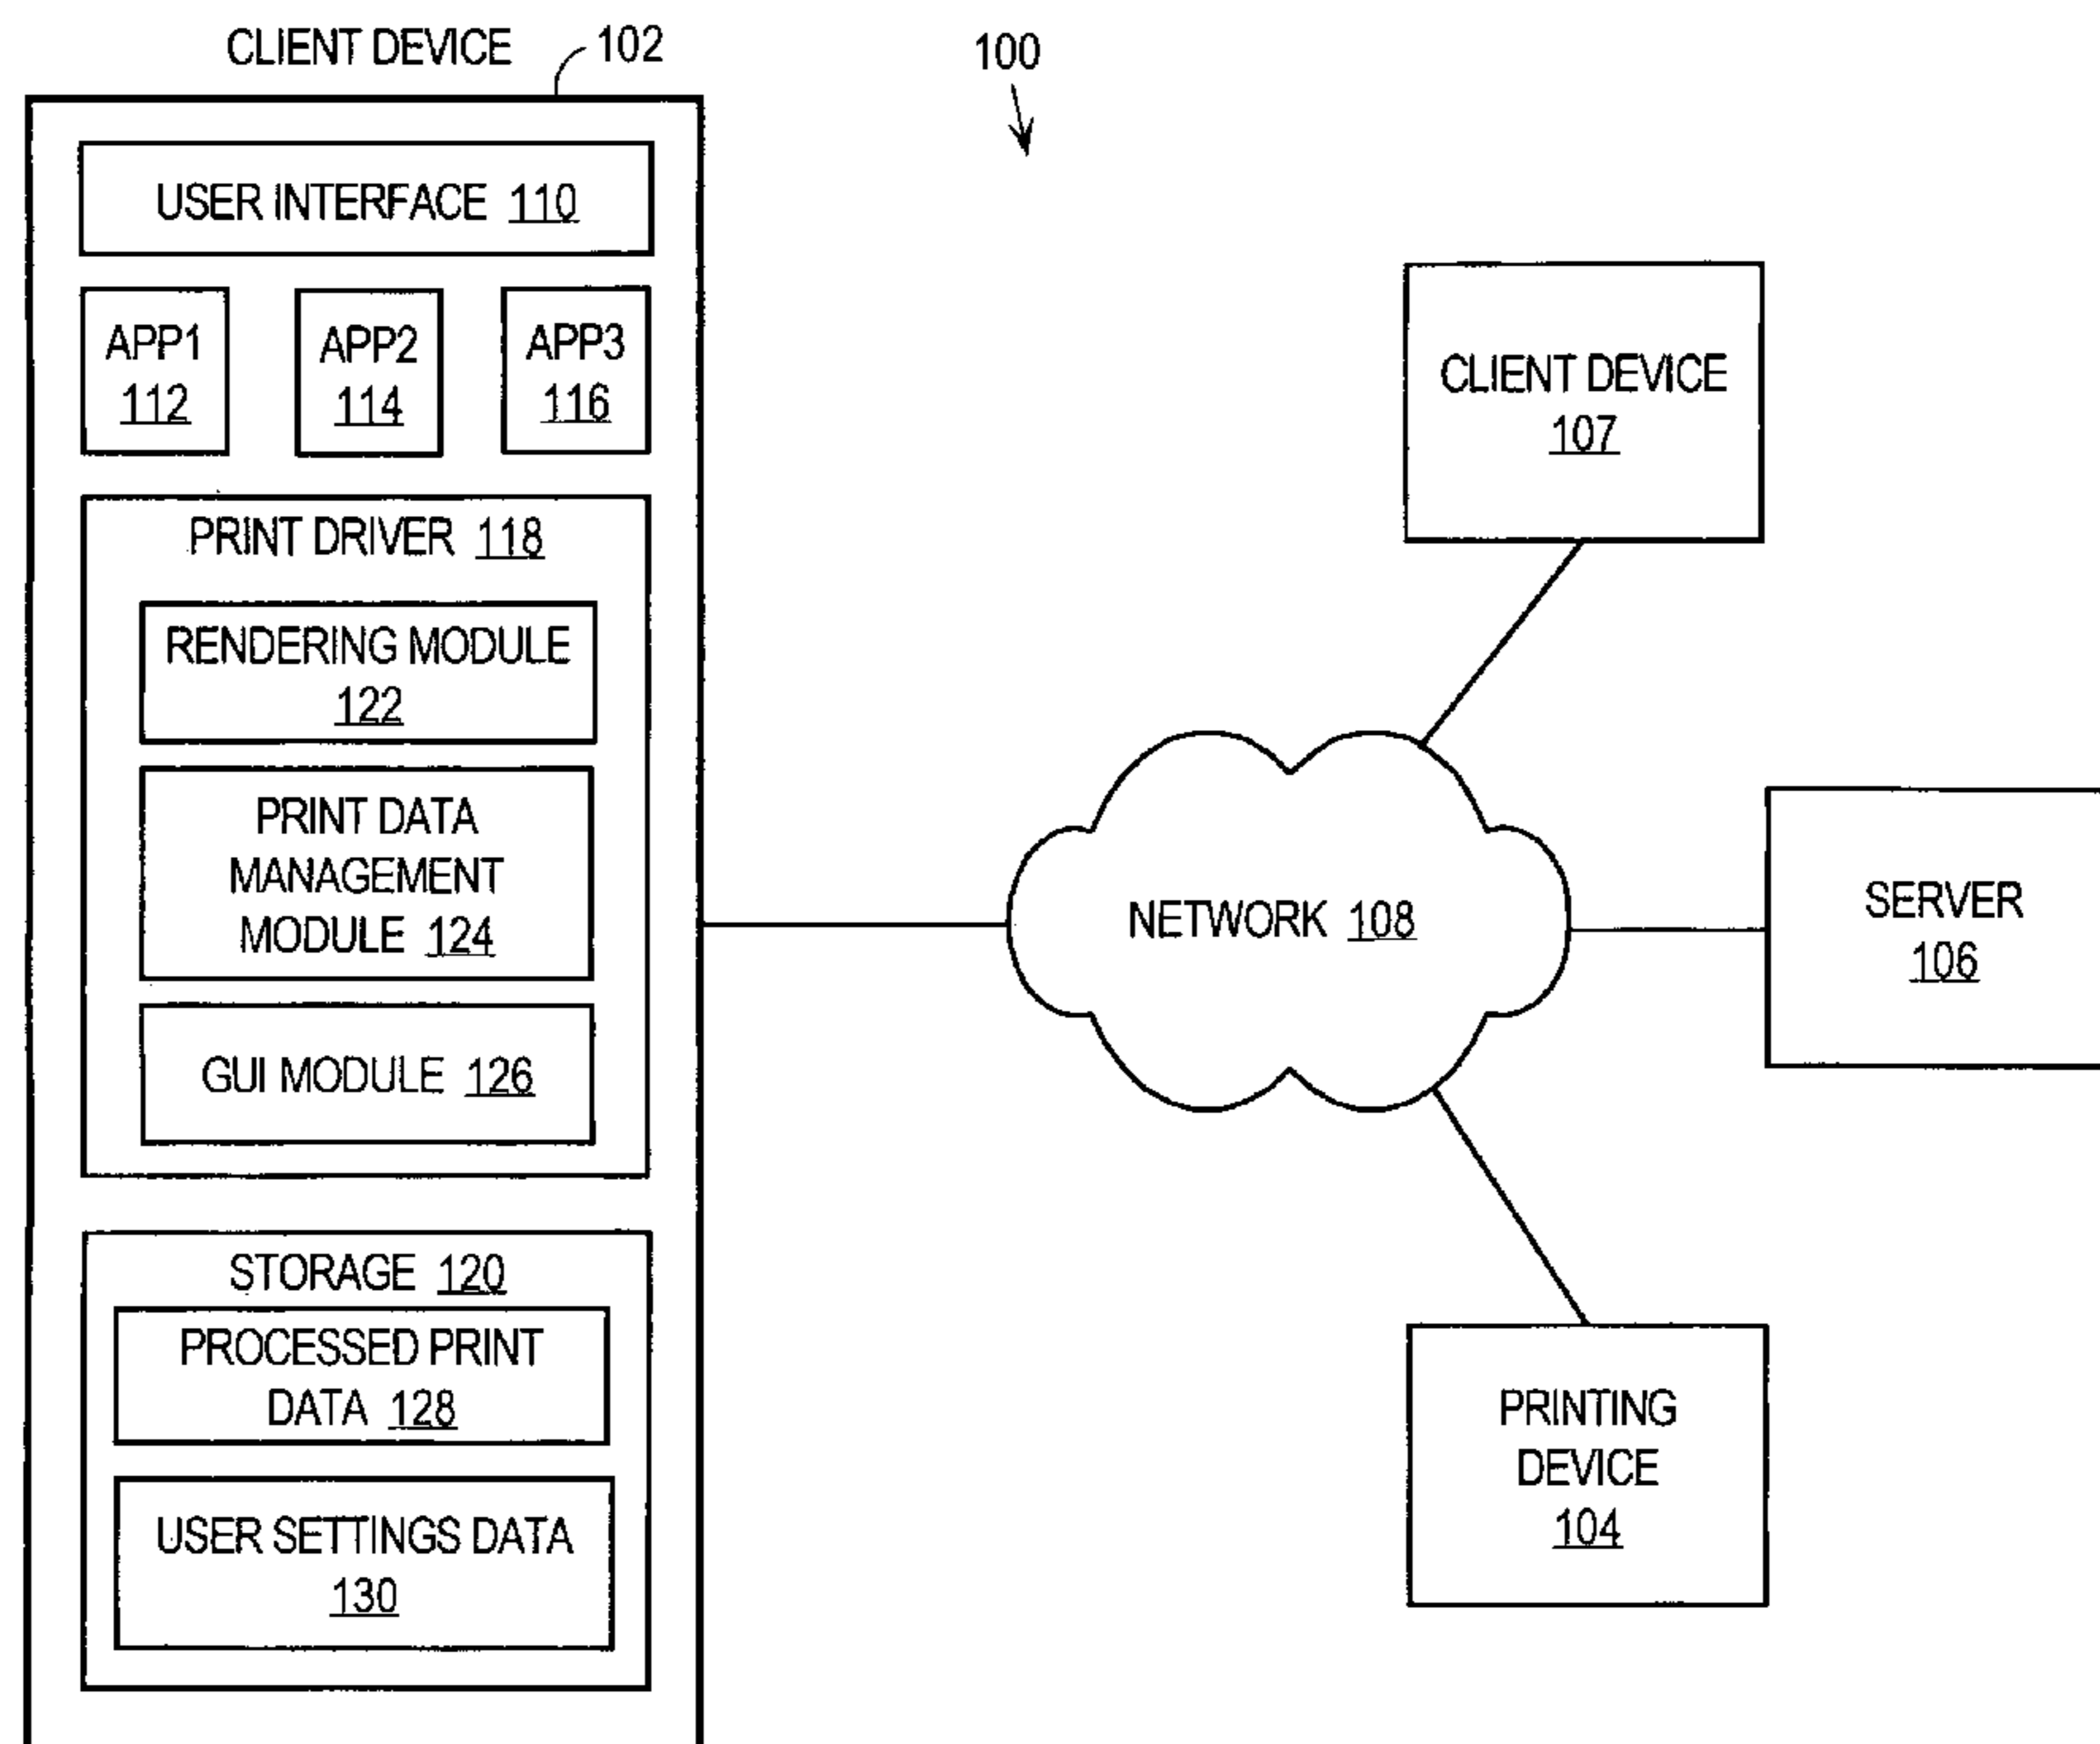 CLIENT DEVICE 102
100
USER INTERFACE 110
APP1
112
APP2
114
APP3
116
PRINT DRIVER 118
RENDERING MODULE
122
PRINT DATA
MANAGEMENT
MODULE 124
GUI MODULE 126
STORAGE 120
PROCESSED PRINT
DATA 128
USER SETTINGS DATA
130
NETWORK 108
CLIENT DEVICE
107
SERVER
106
PRINTING
DEVICE
104